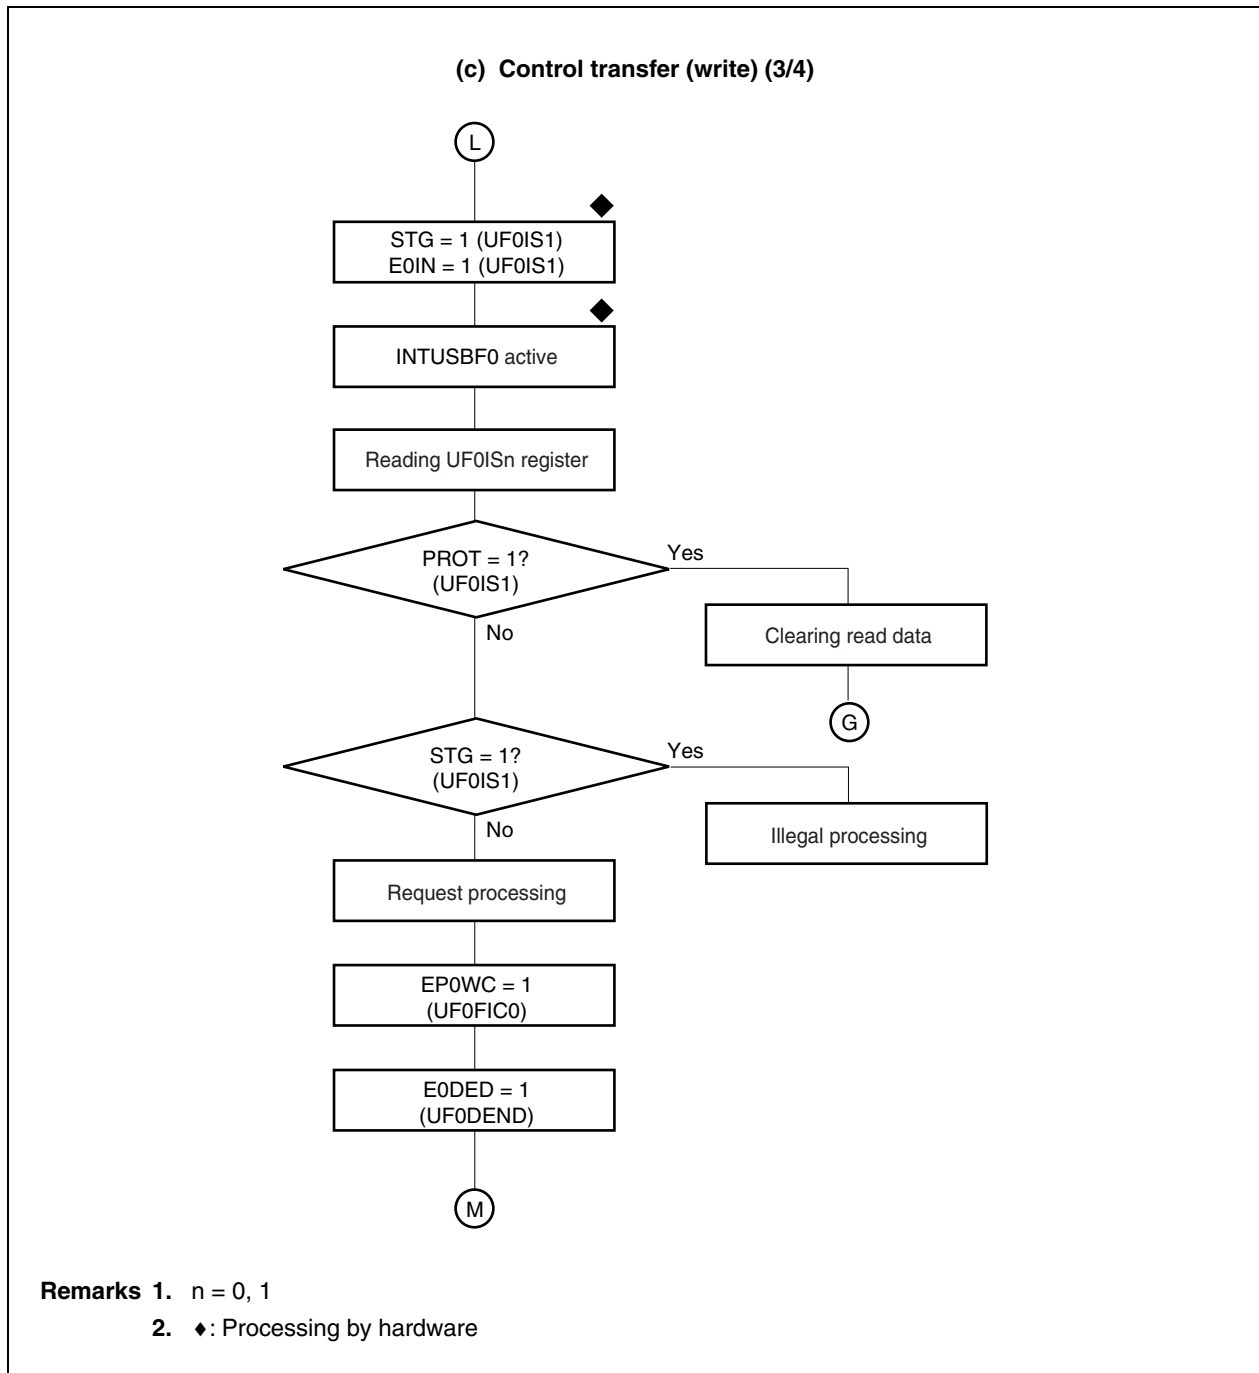 (c) Control transfer (write) (3/4)
L
STG = 1 (UF0IS1)
E0IN = 1 (UF0IS1)
INTUSBF0 active
Reading UF0ISn register
PROT = 1?
(UF0IS1)
Yes
No
Clearing read data
G
STG = 1?
(UF0IS1)
Yes
No
Illegal processing
Request processing
EP0WC = 1
(UF0FIC0)
E0DED = 1
(UF0DEND)
M
Remarks 1. n = 0, 1
2. ♦: Processing by hardware